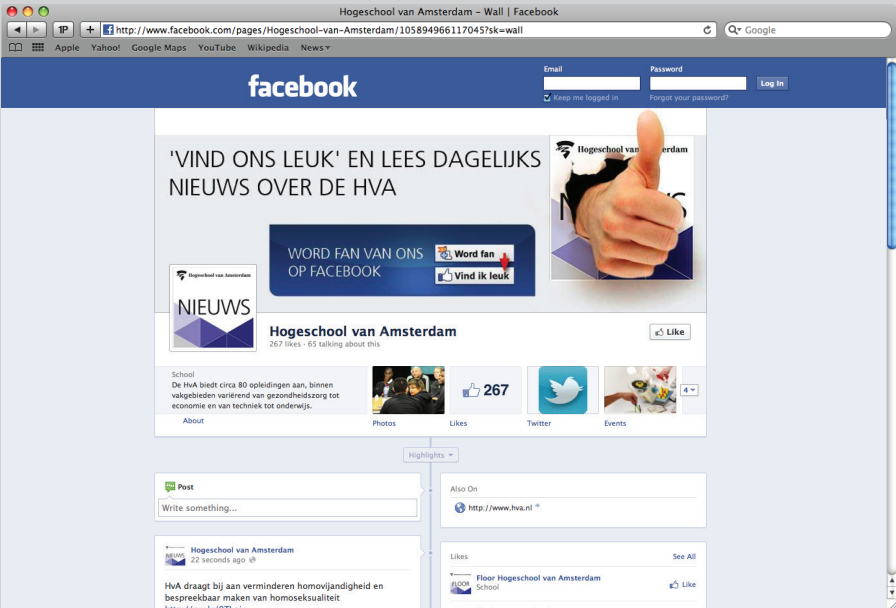 Hogeschool van Amsterdam – Wall | Facebook
http://www.facebook.com/pages/Hogeschool-van-Amsterdam/105894966117045?sk=wall
Google
Apple Yahoo! Google Maps YouTube Wikipedia News
facebook
Email
Password
Keep me logged in
Forgot your password?
Log In
'VIND ONS LEUK' EN LEES DAGELIJKS
NIEUWS OVER DE HVA
Hogeschool van
erdam
WORD FAN VAN ONS
OP FACEBOOK
Word fan
Vind ik leuk
Hogeschool van Amsterdam
NIEUWS
Hogeschool van Amsterdam
267 likes · 65 talking about this
Like
School
De HvA biedt circa 80 opleidingen aan, binnen
vakgebieden variërend van gezondheidszorg tot
economie en van techniek tot onderwijs.
About
Photos
267
Likes
Twitter
Events
4
Highlights
Post
Write something...
NIEUWS
Hogeschool van Amsterdam
22 seconds ago
HvA draagt bij aan verminderen homovijandigheid en
bespreekbaar maken van homoseksualiteit
Also On
http://www.hva.nl
Likes
See All
FLOOR
Floor Hogeschool van Amsterdam
School
Like